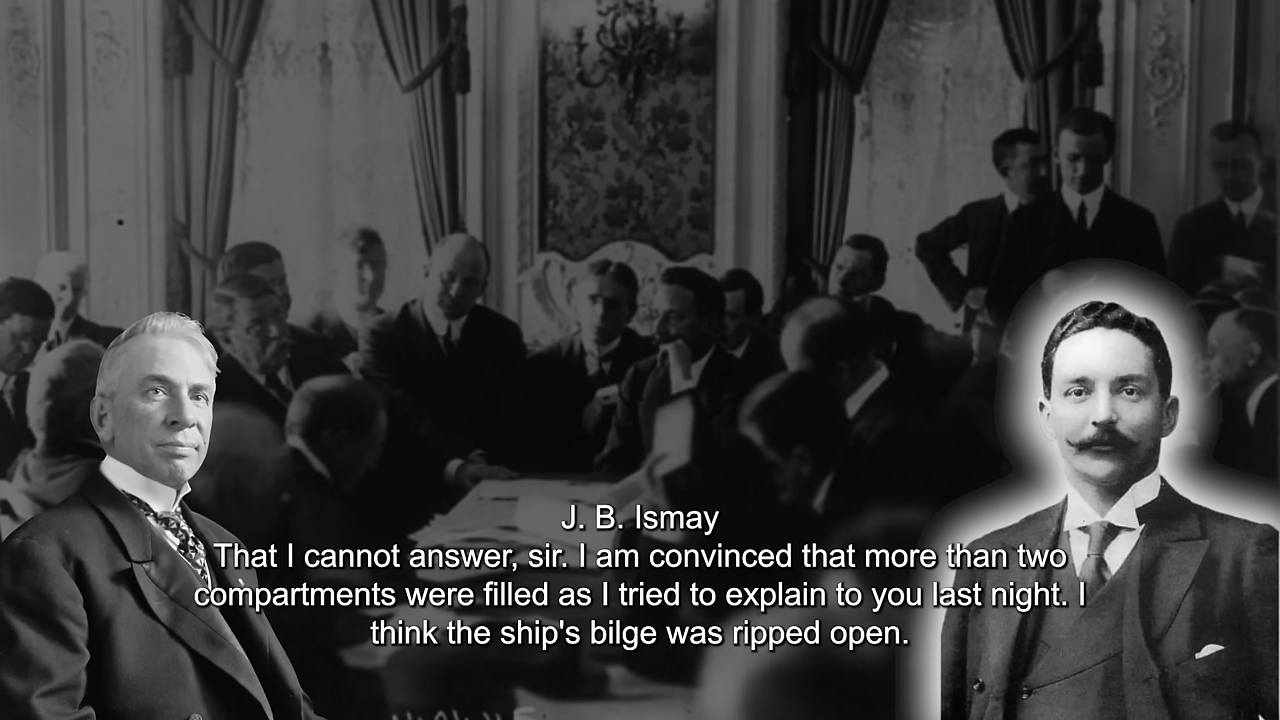 J. B. Ismay
That I cannot answer, sir. I am convinced that more than two
compartments were filled as I tried to explain to you last night. I
think the ship's bilge was ripped open.